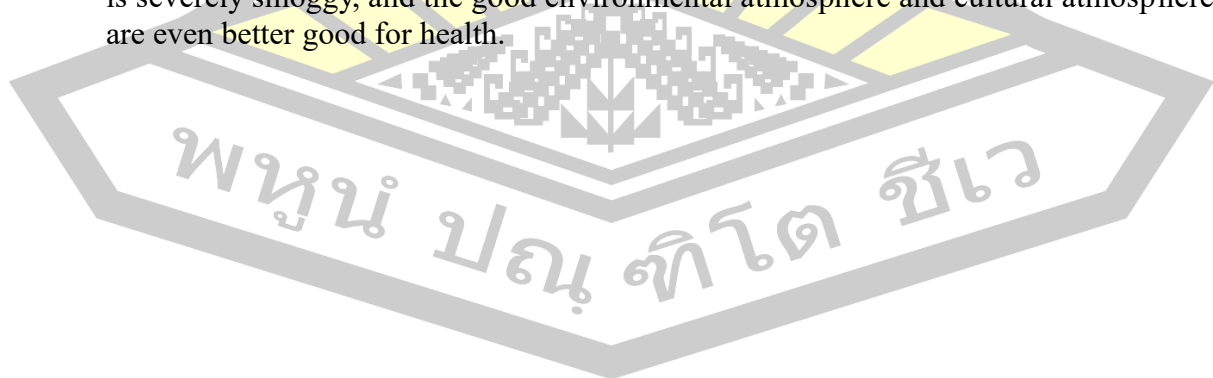 is severely smoggy, and the good environmental atmosphere and cultural atmosphere
are even better good for health.
พหูนํ ปณฺฑิโต ชีเว